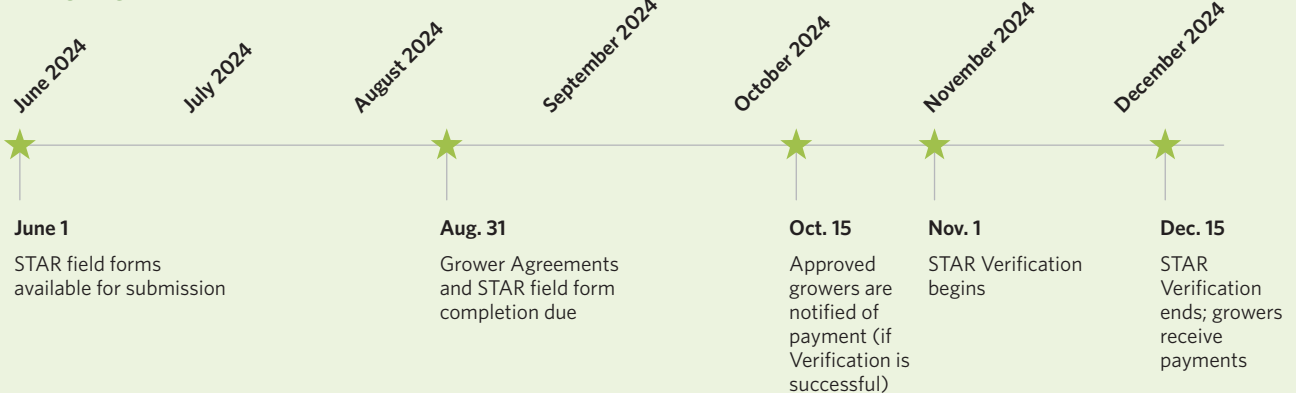 June 2024
July 2024
August 2024
September 2024
October 2024
November 2024
December 2024
June 1
STAR field forms
available for submission
Aug. 31
Grower Agreements
and STAR field form
completion due
Oct. 15
Approved
growers are
notified of
payment (if
Verification is
successful)
Nov. 1
STAR Verification
begins
Dec. 15
STAR
Verification
ends; growers
receive
payments